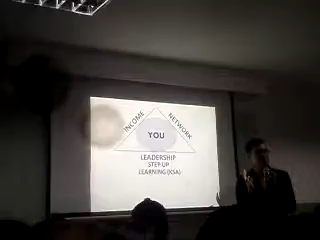 INCOME
NETWORK
YOU
LEADERSHIP
STEP UP
LEARNING (KSA)